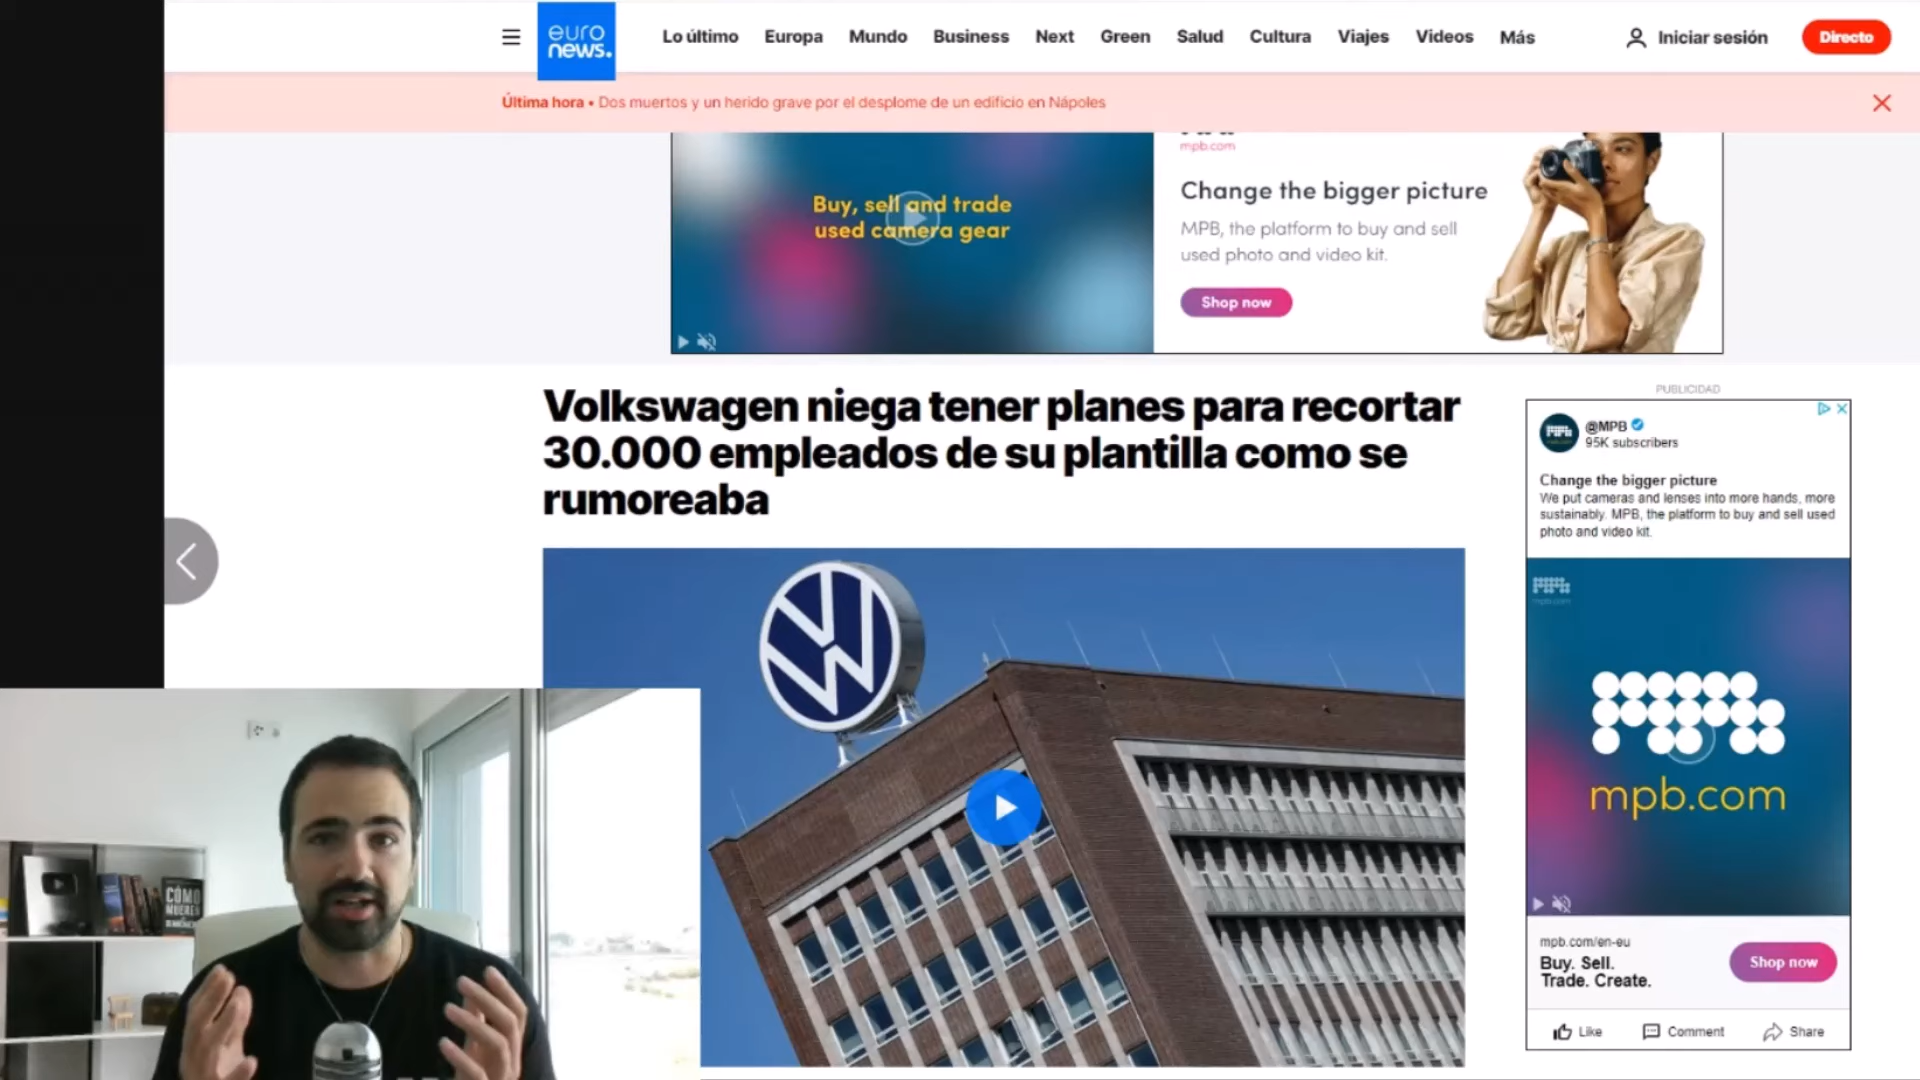 euro
news.
Lo último
Europa
Mundo
Business
Next
Green
Salud
Cultura
Viajes
Videos
Más
Iniciar sesión
Directo
Última hora • Dos muertos y un herido grave por el desplome de un edificio en Nápoles
Buy, sell and trade
used camera gear
mpb.com
Change the bigger picture
MPB, the platform to buy and sell
used photo and video kit.
Shop now
Volkswagen niega tener planes para recortar
30.000 empleados de su plantilla como se
rumoreaba
PUBLICIDAD
@MPB
95K subscribers
Change the bigger picture
We put cameras and lenses into more hands, more
sustainably. MPB, the platform to buy and sell used
photo and video kit.
mpb.com
mpb.com
mpb.com/en-eu
Buy. Sell.
Trade. Create.
Shop now
Like
Comment
Share
CÓMO
MUEREN